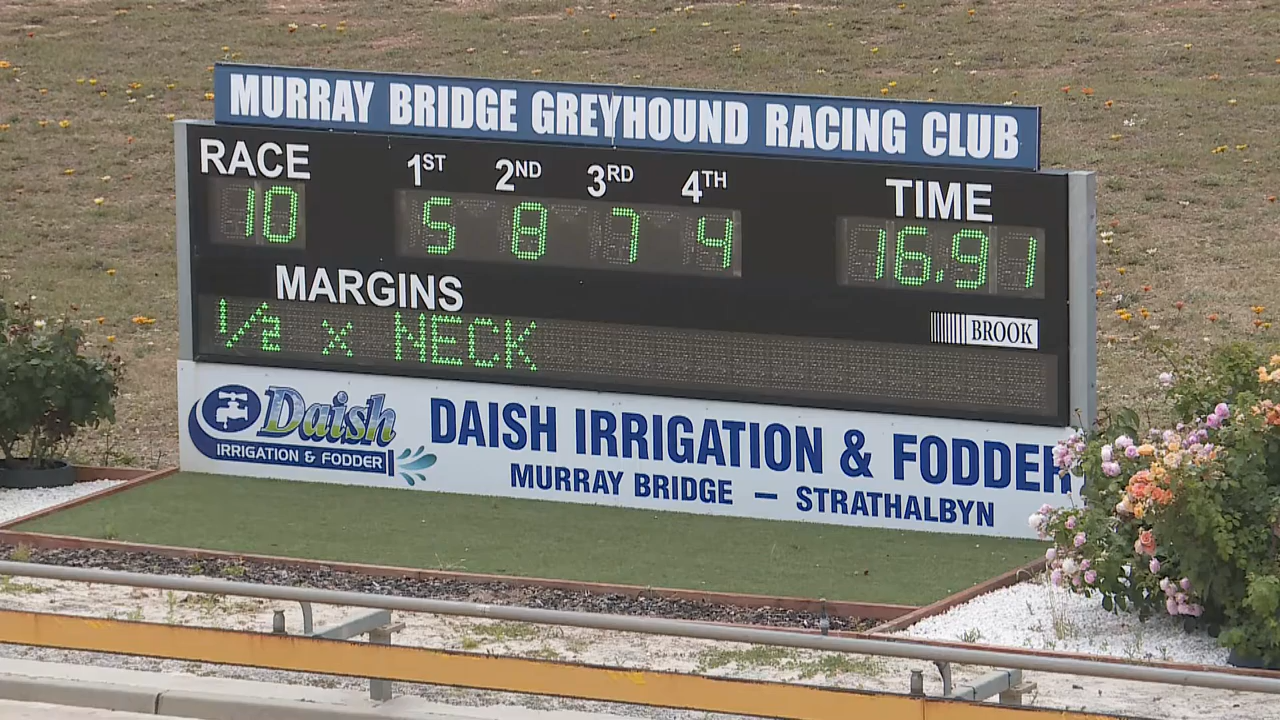 MURRAY BRIDGE GREYHOUND RACING CLUB
RACE 1ST 2ND 3RD 4TH TIME
10 5 8 7 4 16.91
MARGINS
1/2 x NECK
BROOK
Daish
IRRIGATION & FODDER
DAISH IRRIGATION & FODDER
MURRAY BRIDGE – STRATHALBYN